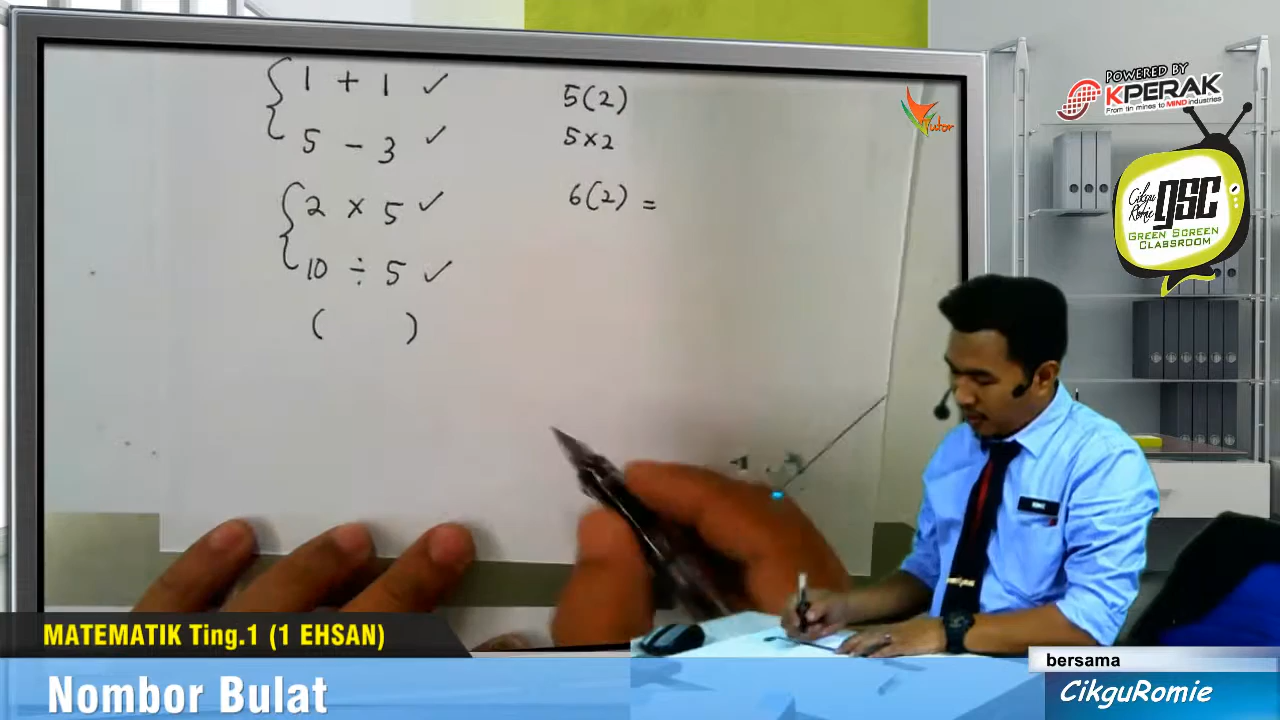 1 + 1 ✓
5 - 3 ✓
2 × 5 ✓
10 ÷ 5 ✓
( )
5(2)
5×2
6(2) =
Tutor
POWERED BY
KPERAK
From tin mines to MIND industries
Cikgu
Romie
GSC
GREEN SCREEN
CLASSROOM
MATEMATIK Ting.1 (1 EHSAN)
Nombor Bulat
bersama
CikguRomie